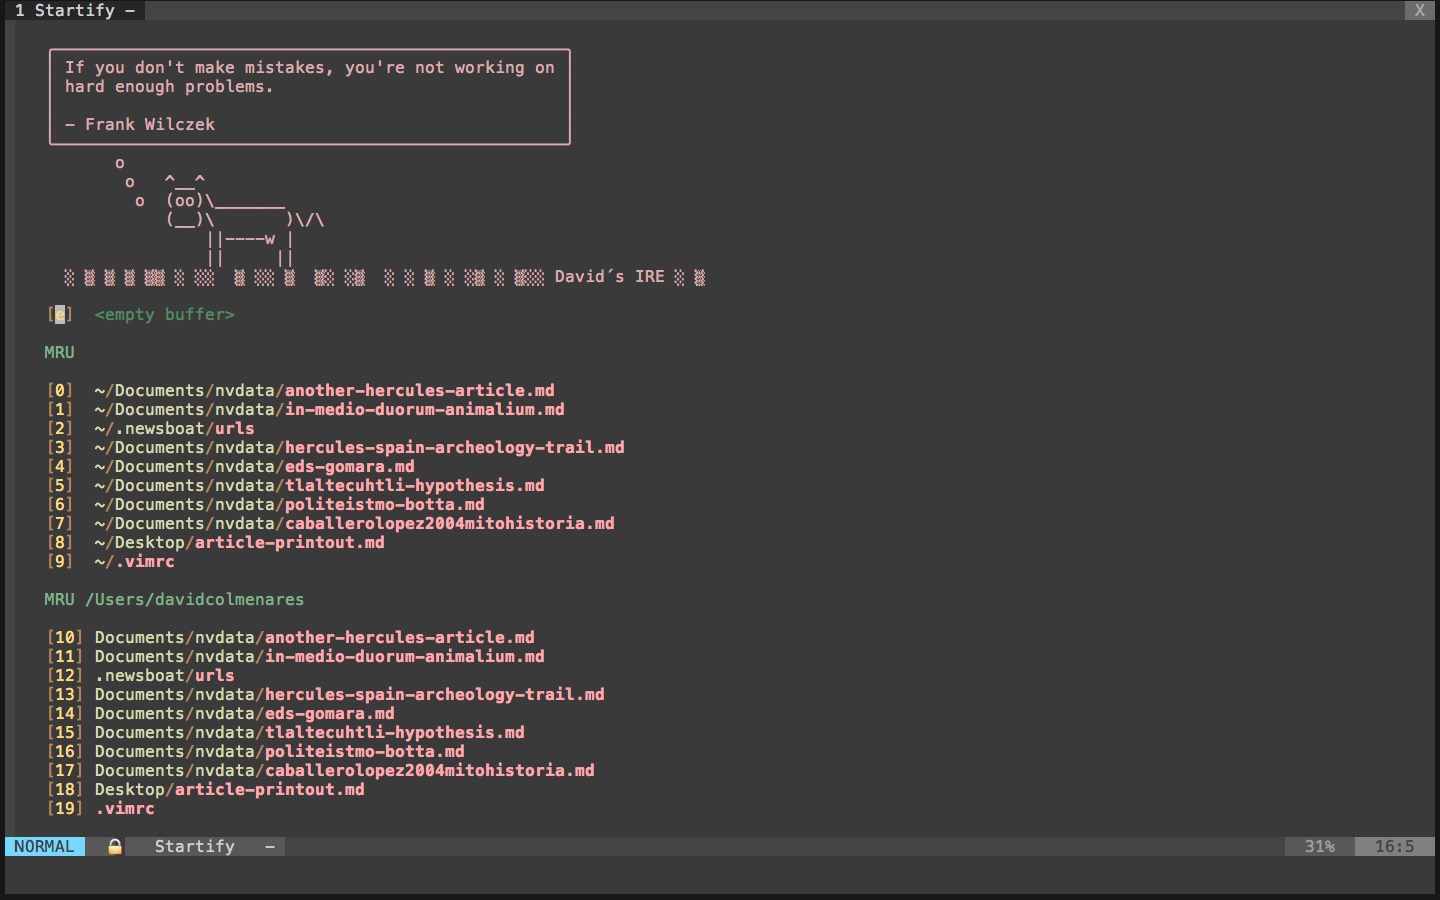 1 Startify – X
If you don't make mistakes, you're not working on
hard enough problems.
– Frank Wilczek
o
o ^__^
o (oo)\_______
(__)\ )\/\
||----w |
|| ||
░ ▒ ▒ ▒ ▒▒ ░ ░░ ▒ ░░ ▒ ▒░ ░▒ ░ ░ ▒ ░ ░▒ ░ ▒░░ David´s IRE ░ ▒
[e] <empty buffer>
MRU
[0] ~/Documents/nvdata/another-hercules-article.md
[1] ~/Documents/nvdata/in-medio-duorum-animalium.md
[2] ~/.newsboat/urls
[3] ~/Documents/nvdata/hercules-spain-archeology-trail.md
[4] ~/Documents/nvdata/eds-gomara.md
[5] ~/Documents/nvdata/tlaltecuhtli-hypothesis.md
[6] ~/Documents/nvdata/politeistmo-botta.md
[7] ~/Documents/nvdata/caballerolopez2004mitohistoria.md
[8] ~/Desktop/article-printout.md
[9] ~/.vimrc
MRU /Users/davidcolmenares
[10] Documents/nvdata/another-hercules-article.md
[11] Documents/nvdata/in-medio-duorum-animalium.md
[12] .newsboat/urls
[13] Documents/nvdata/hercules-spain-archeology-trail.md
[14] Documents/nvdata/eds-gomara.md
[15] Documents/nvdata/tlaltecuhtli-hypothesis.md
[16] Documents/nvdata/politeistmo-botta.md
[17] Documents/nvdata/caballerolopez2004mitohistoria.md
[18] Desktop/article-printout.md
[19] .vimrc
NORMAL 🔒 Startify – 31% 16:5